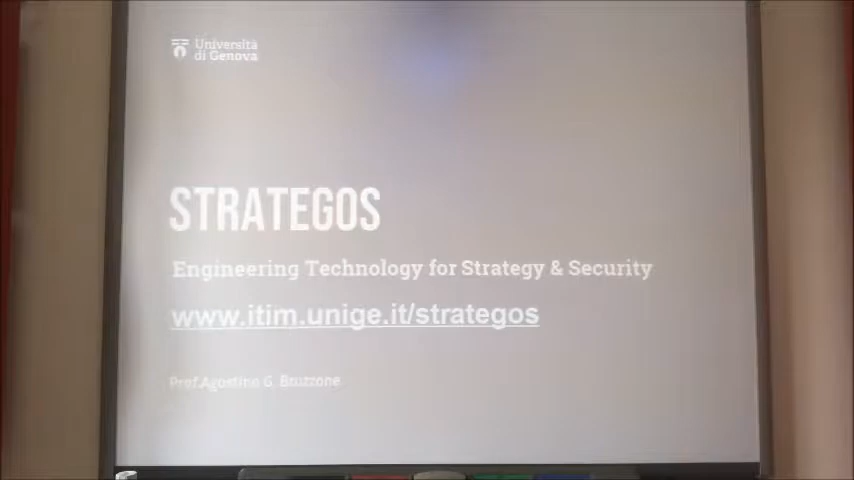 Università
di Genova
STRATEGOS
Engineering Technology for Strategy & Security
www.itim.unige.it/strategos
Prof.Agostino G. Bruzzone